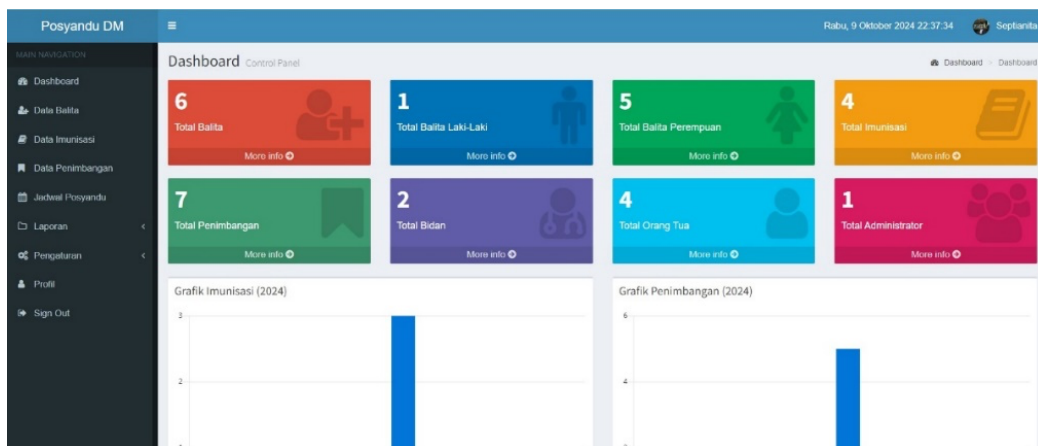 Posyandu DM
Rabu, 9 Oktober 2024 22:37:34
Septianita
MAIN NAVIGATION
Dashboard
Data Balita
Data Imunisasi
Data Penimbangan
Jadwal Posyandu
Laporan
Pengaturan
Profil
Sign Out
Dashboard Control Panel
Dashboard > Dashboard
6
Total Balita
More info
1
Total Balita Laki-Laki
More info
5
Total Balita Perempuan
More info
4
Total Imunisasi
More info
7
Total Penimbangan
More info
2
Total Bidan
More info
4
Total Orang Tua
More info
1
Total Administrator
More info
Grafik Imunisasi (2024)
3
2
Grafik Penimbangan (2024)
6
4